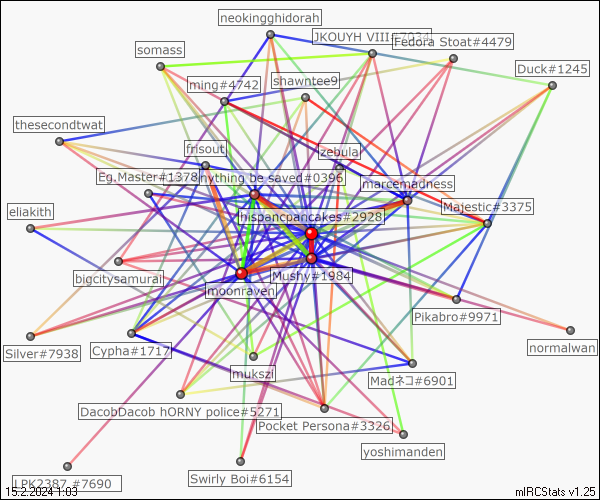 neokingghidorah
JKOUYH VIII#7034
Fedora Stoat#4479
somass
Duck#1245
ming#4742
shawntee9
thesecondtwat
frisout
zebula
Eg.Master#1378
nything be saved#0396
marcemadness
Majestic#3375
eliakith
hispancpancakes#2928
bigcitysamurai
Mushy#1984
moonraven
Pikabro#9971
normalwan
Silver#7938
Cypha#1717
mukszi
Madネコ#6901
DacobDacob hORNY police#5271
Pocket Persona#3326
yoshimanden
LPK2387 #7690
Swirly Boi#6154
15.2.2024 1:03
mIRCStats v1.25